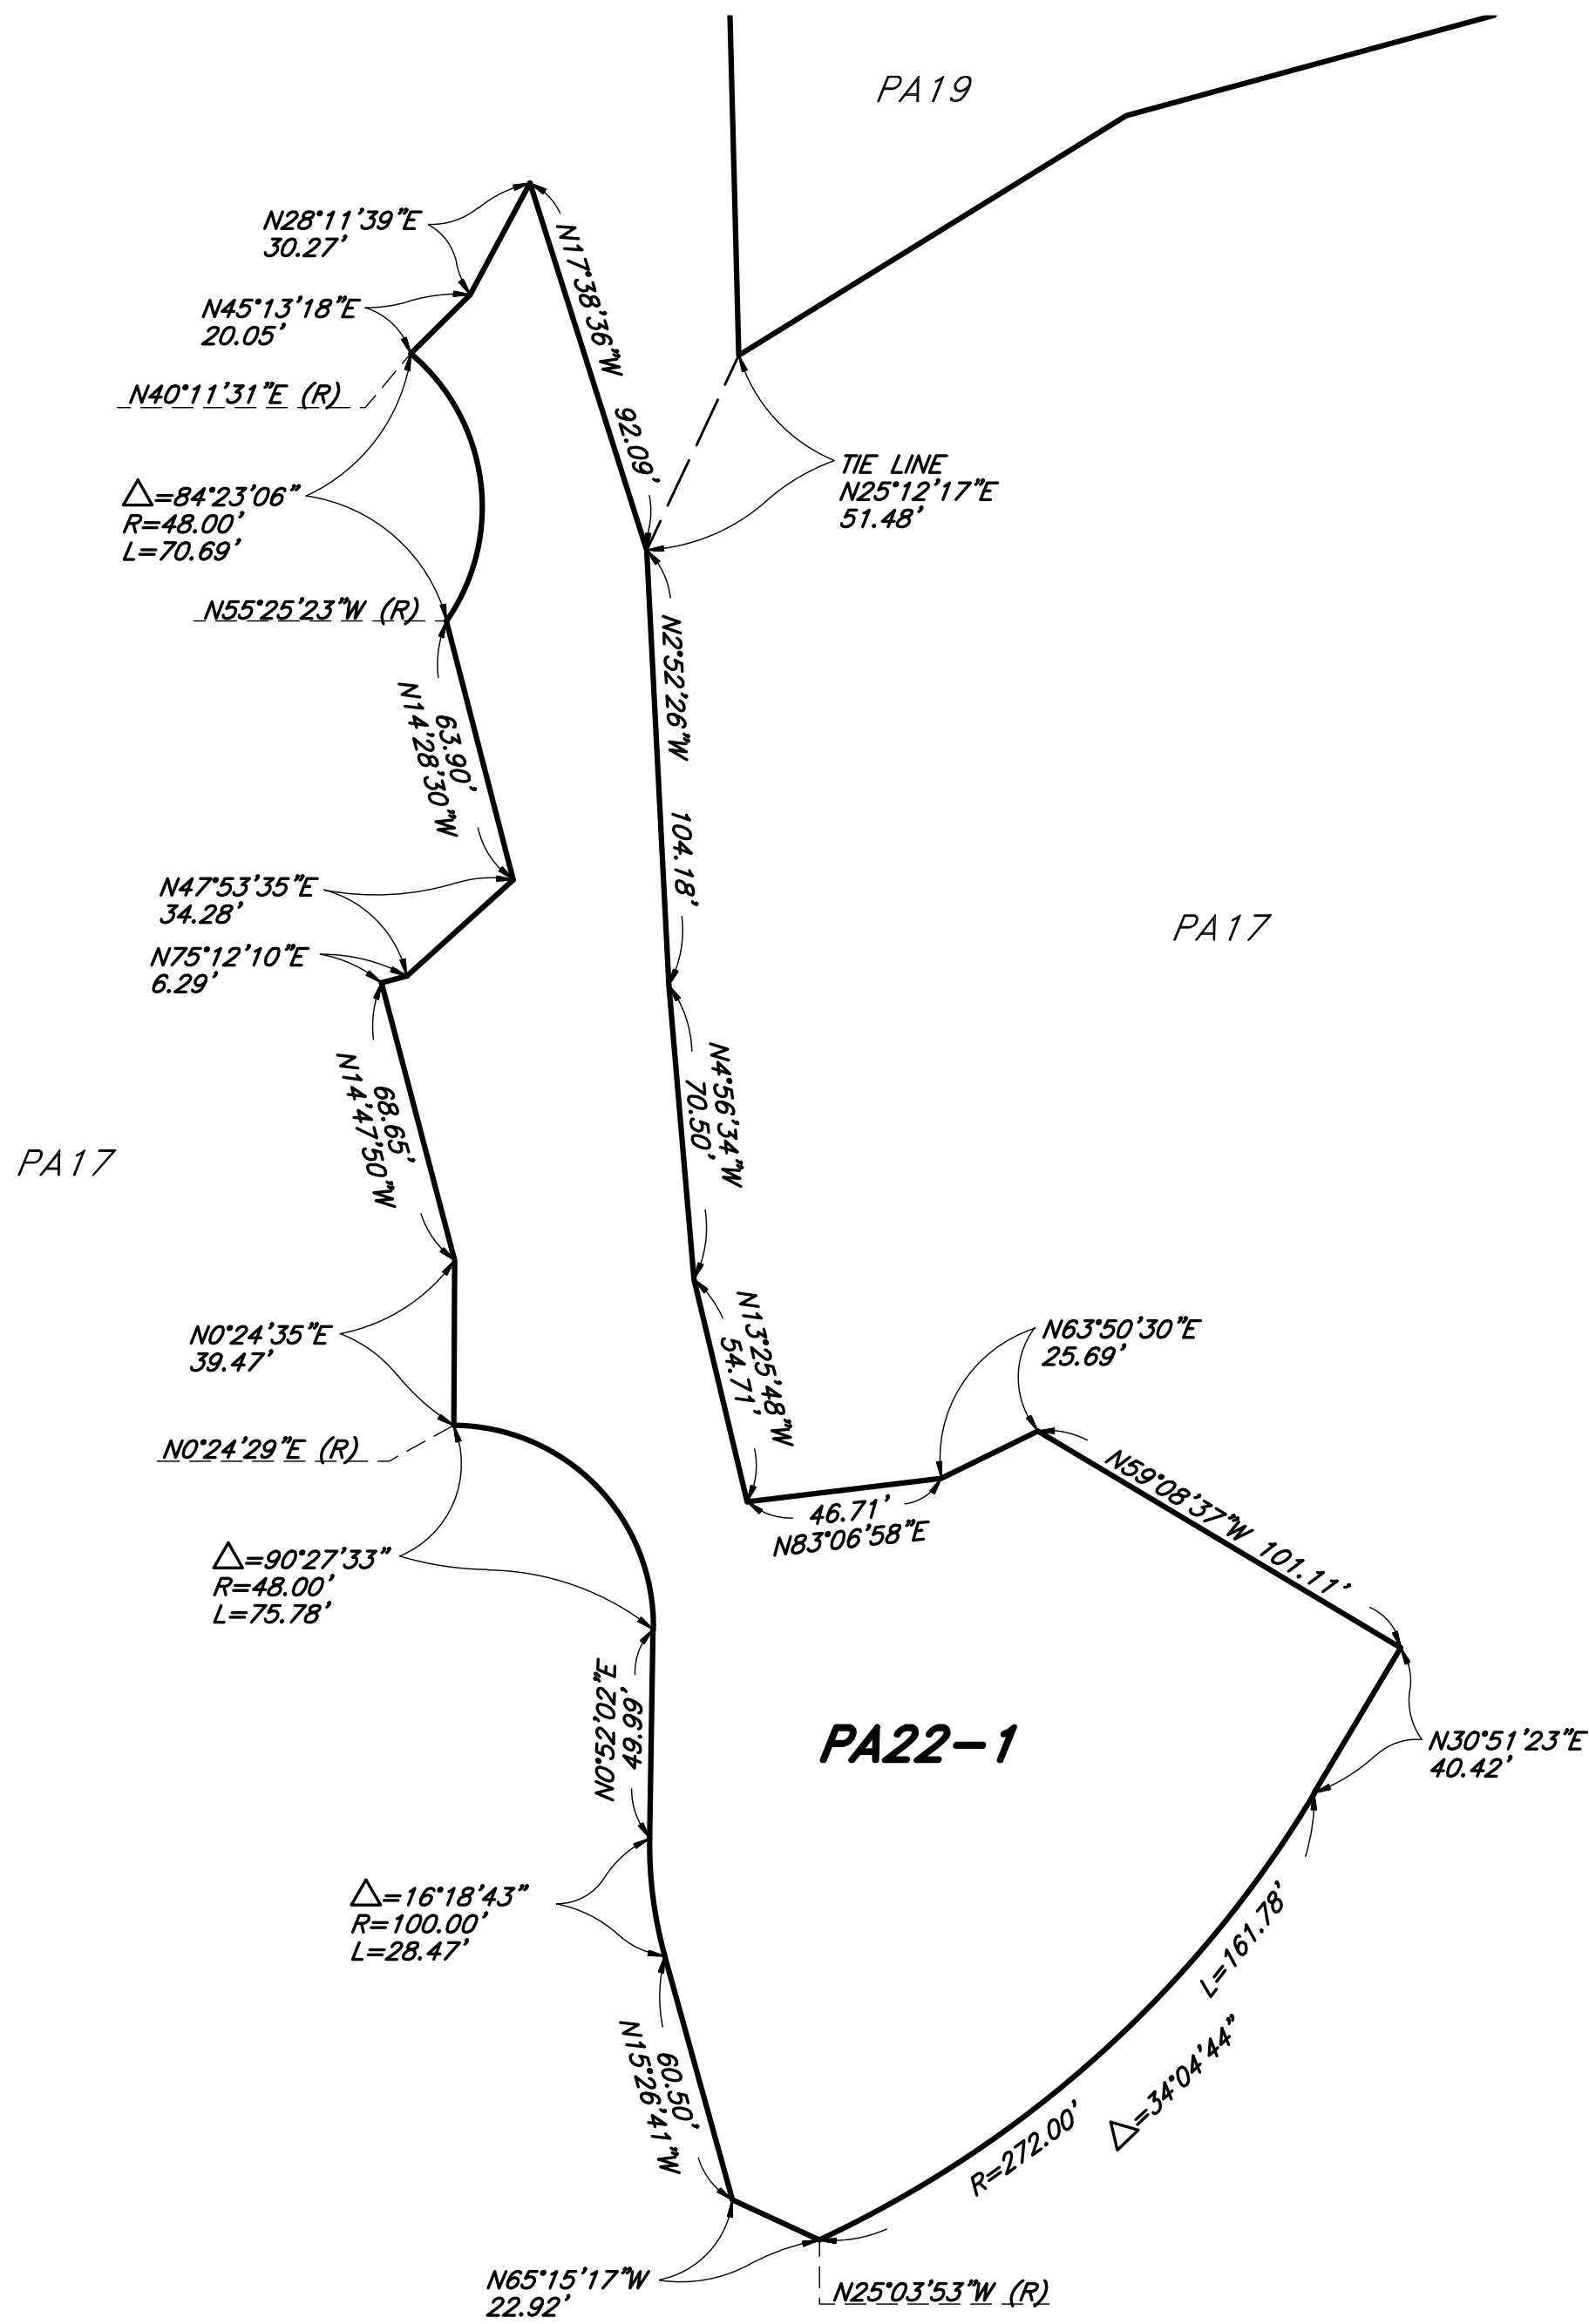 PA19
N28°11'39"E
30.27'
N17°38'36"W 92.09'
N45°13'18"E
20.05'
N40°11'31"E (R)
TIE LINE
N25°12'17"E
51.48'
△=84°23'06"
R=48.00'
L=70.69'
N55°25'23"W (R)
N2°52'26"W 104.18'
63.90'
N14°28'30"W
N47°53'35"E
34.28'
PA17
N75°12'10"E
6.29'
N4°56'34"W
70.50'
68.65'
N14°47'50"W
PA17
N0°24'35"E
39.47'
N13°25'48"W
54.71'
N63°50'30"E
25.69'
N0°24'29"E (R)
N59°08'37"W 101.11'
46.71'
N83°06'58"E
△=90°27'33"
R=48.00'
L=75.78'
N0°52'02"E
49.99'
PA22-1
N30°51'23"E
40.42'
△=16°18'43"
R=100.00'
L=28.47'
L=161.78'
△=34°04'44"
R=272.00'
60.50'
N15°26'41"W
N65°15'17"W
22.92'
N25°03'53"W (R)